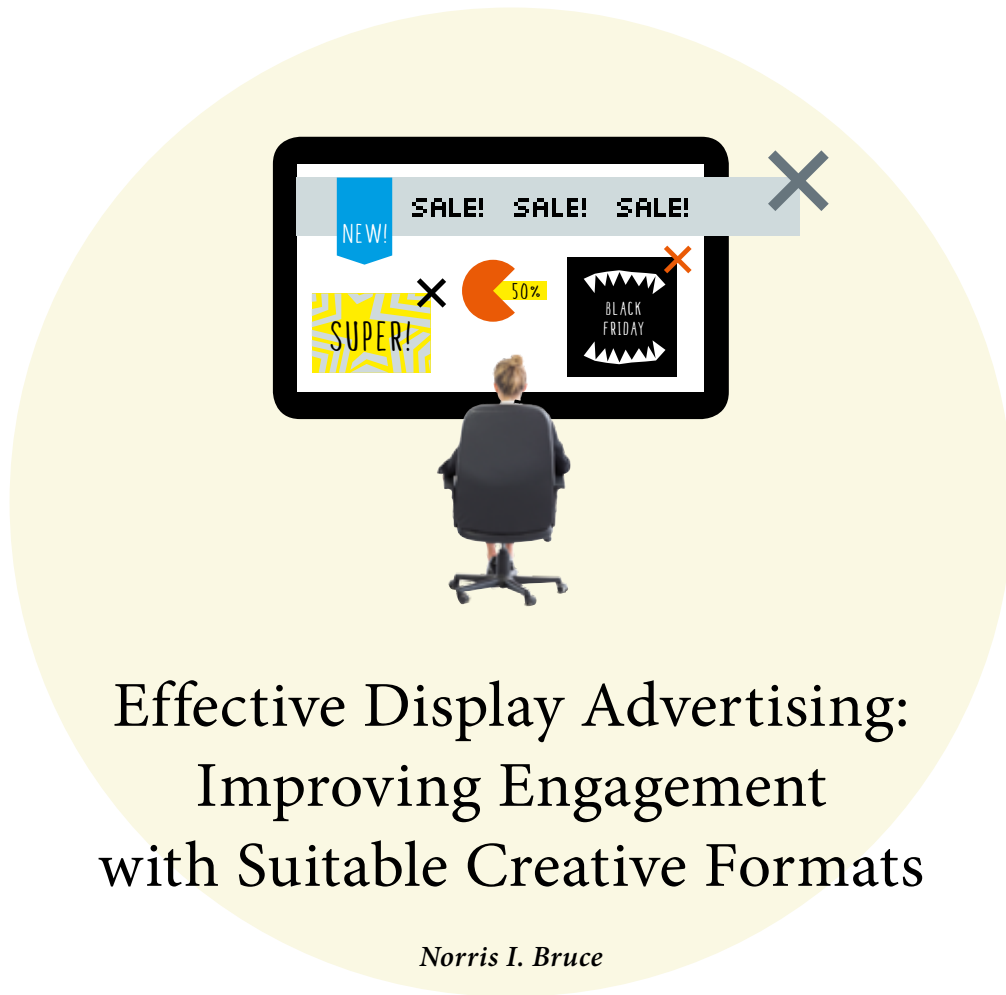 SALE! SALE! SALE!
NEW!
50%
SUPER!
BLACK
FRIDAY
Effective Display Advertising:
Improving Engagement
with Suitable Creative Formats
Norris I. Bruce